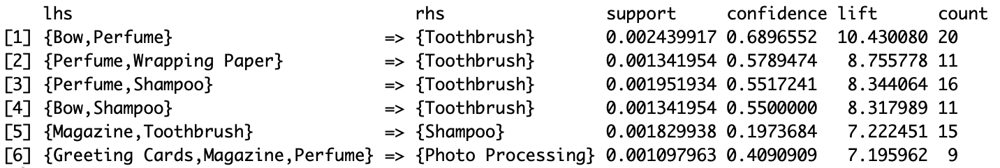 lhs rhs support confidence lift count
[1] {Bow,Perfume} => {Toothbrush} 0.002439917 0.6896552 10.430080 20
[2] {Perfume,Wrapping Paper} => {Toothbrush} 0.001341954 0.5789474 8.755778 11
[3] {Perfume,Shampoo} => {Toothbrush} 0.001951934 0.5517241 8.344064 16
[4] {Bow,Shampoo} => {Toothbrush} 0.001341954 0.5500000 8.317989 11
[5] {Magazine,Toothbrush} => {Shampoo} 0.001829938 0.1973684 7.222451 15
[6] {Greeting Cards,Magazine,Perfume} => {Photo Processing} 0.001097963 0.4090909 7.195962 9